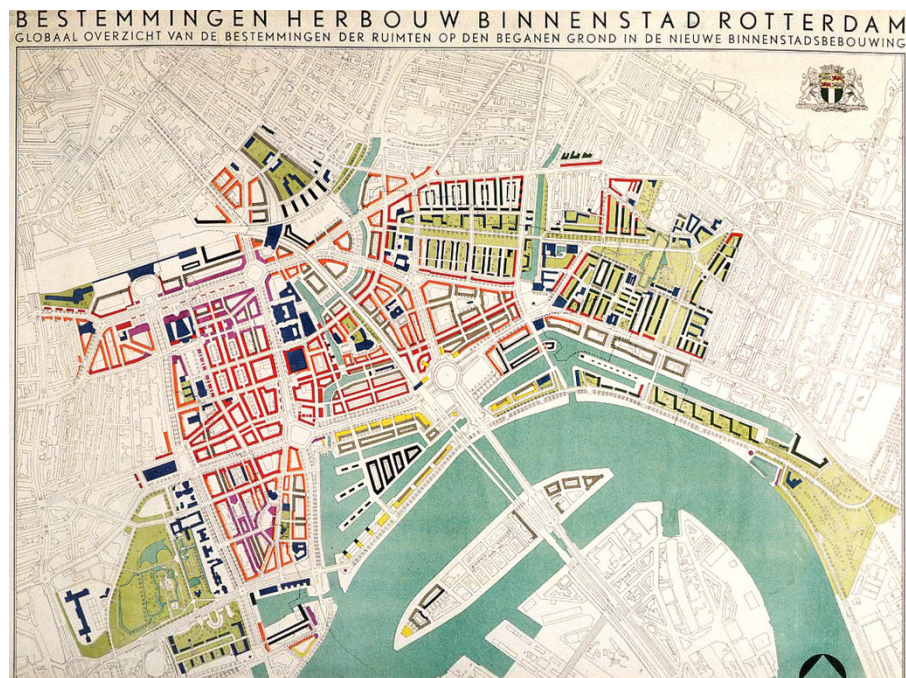 BESTEMMINGEN HERBOUW BINNENSTAD ROTTERDAM
GLOBAAL OVERZICHT VAN DE BESTEMMINGEN DER RUIMTEN OP DEN BEGANEN GROND IN DE NIEUWE BINNENSTADSBEBOUWING